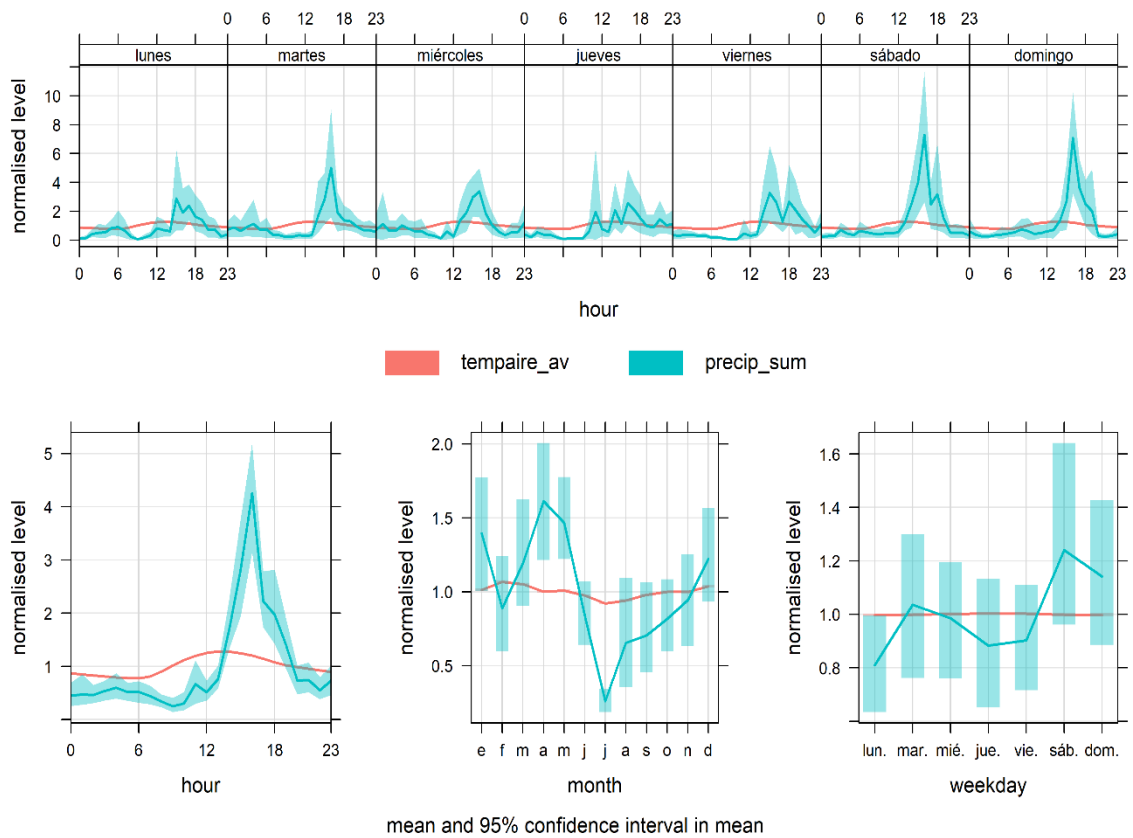 0 6 12 18 23 0 6 12 18 23 0 6 12 18 23
lunes martes miércoles jueves viernes sábado domingo
normalised level
10
8
6
4
2
0
0 6 12 18 23 0 6 12 18 23 0 6 12 18 23 0 6 12 18 23
hour
tempaire_av precip_sum
normalised level
5
4
3
2
1
0 6 12 18 23
hour
normalised level
2.0
1.5
1.0
0.5
e f m a m j j a s o n d
month
normalised level
1.6
1.4
1.2
1.0
0.8
lun. mar. mié. jue. vie. sáb. dom.
weekday
mean and 95% confidence interval in mean